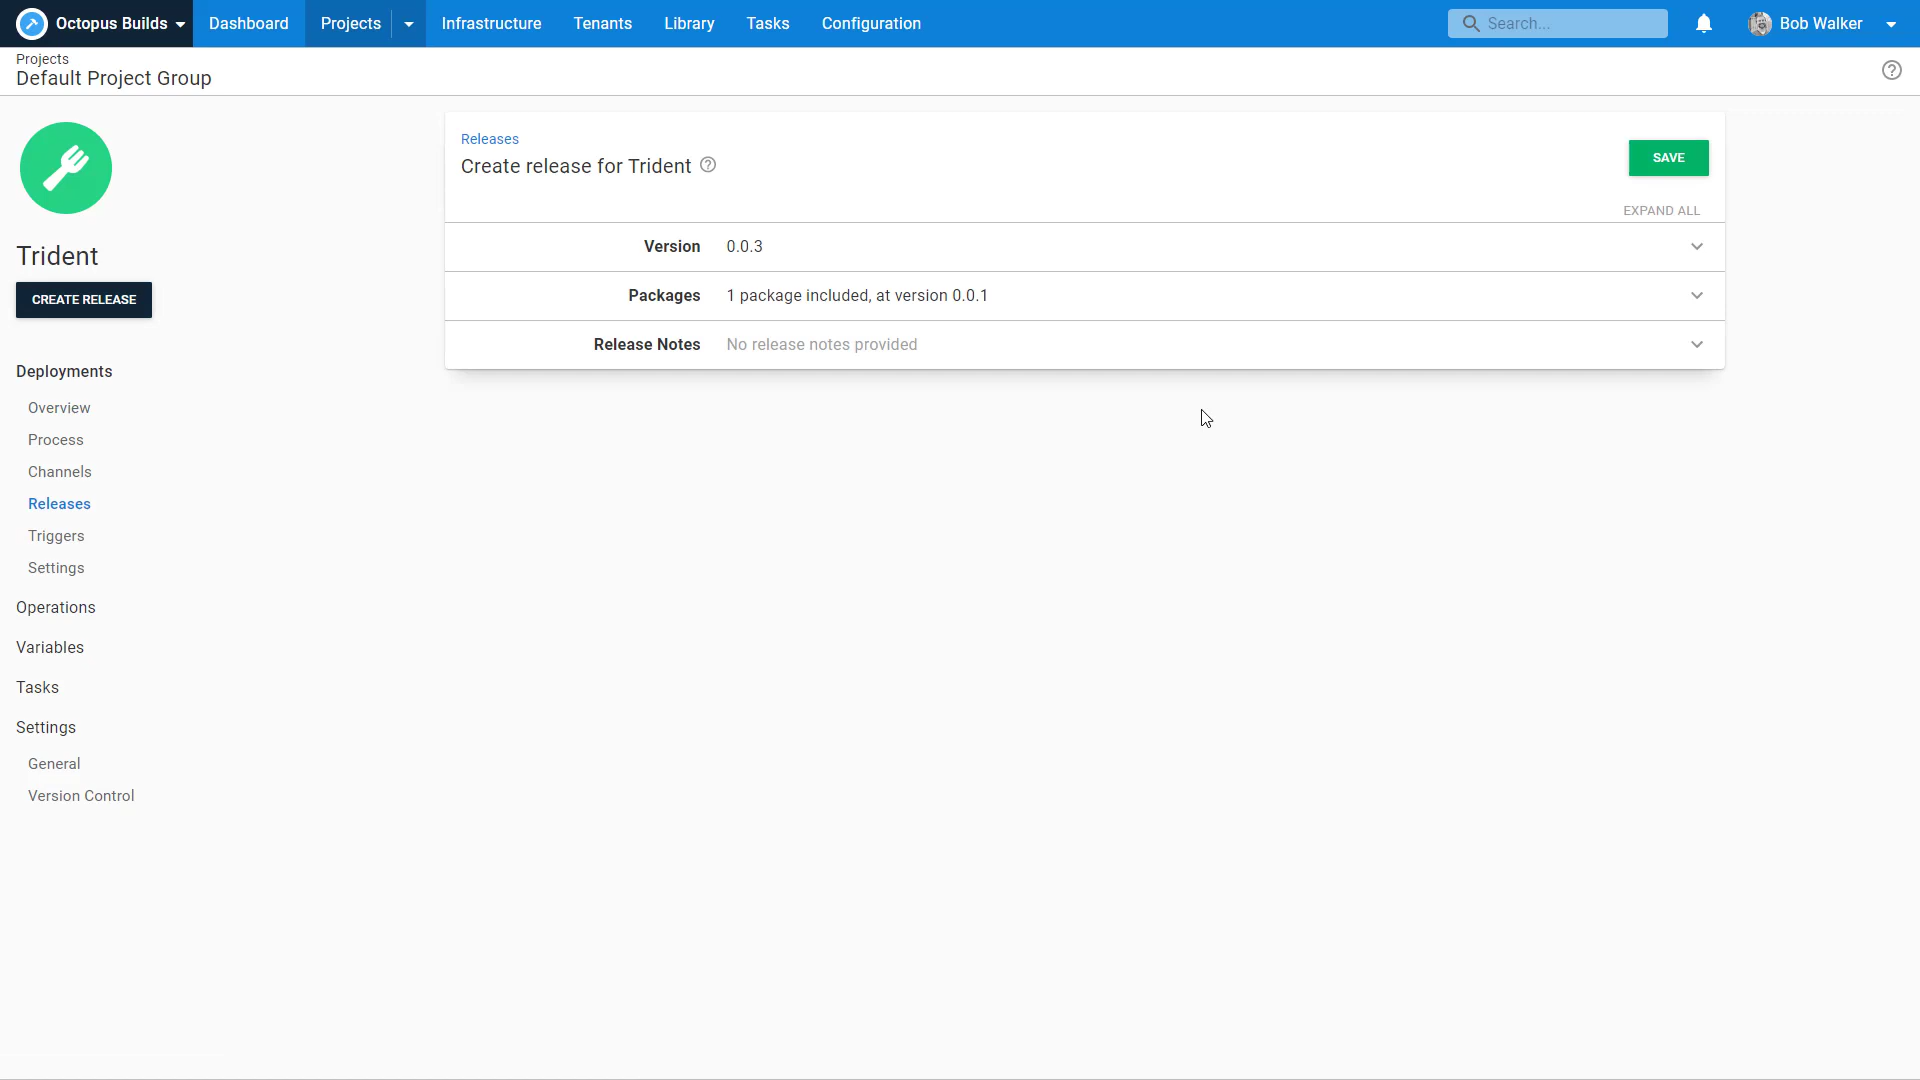 Octopus Builds
Dashboard
Projects
Infrastructure
Tenants
Library
Tasks
Configuration
Search...
Bob Walker
Projects
Default Project Group
Trident
CREATE RELEASE
Deployments
Overview
Process
Channels
Releases
Triggers
Settings
Operations
Variables
Tasks
Settings
General
Version Control
Releases
Create release for Trident
SAVE
EXPAND ALL
Version 0.0.3
Packages 1 package included, at version 0.0.1
Release Notes No release notes provided